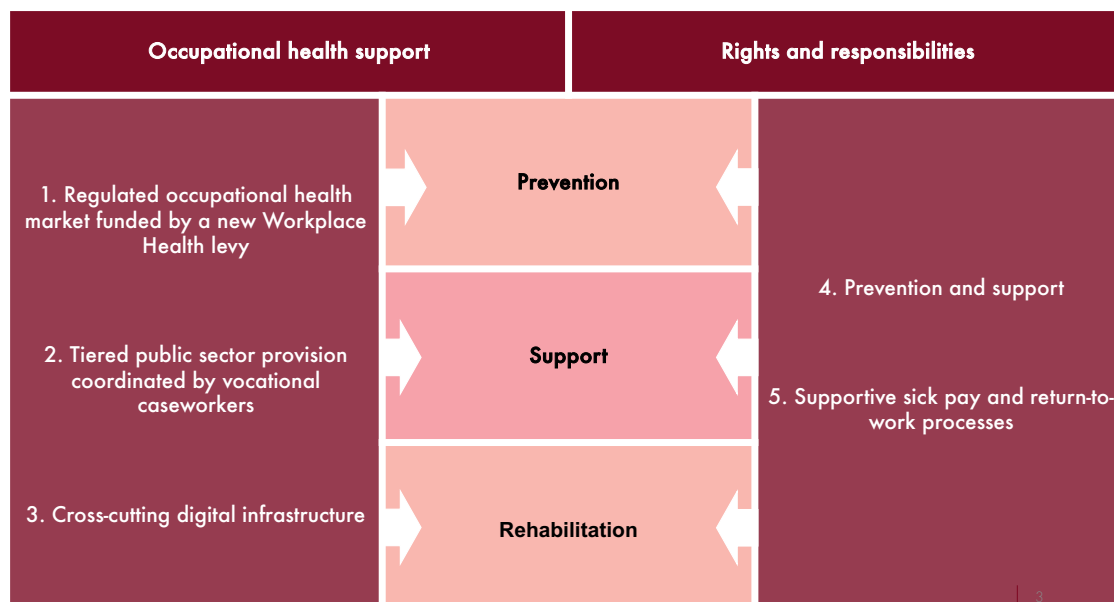 Occupational health support
Rights and responsibilities
1. Regulated occupational health
market funded by a new Workplace
Health levy
2. Tiered public sector provision
coordinated by vocational
caseworkers
3. Cross-cutting digital infrastructure
Prevention
Support
Rehabilitation
4. Prevention and support
5. Supportive sick pay and return-to-
work processes
3